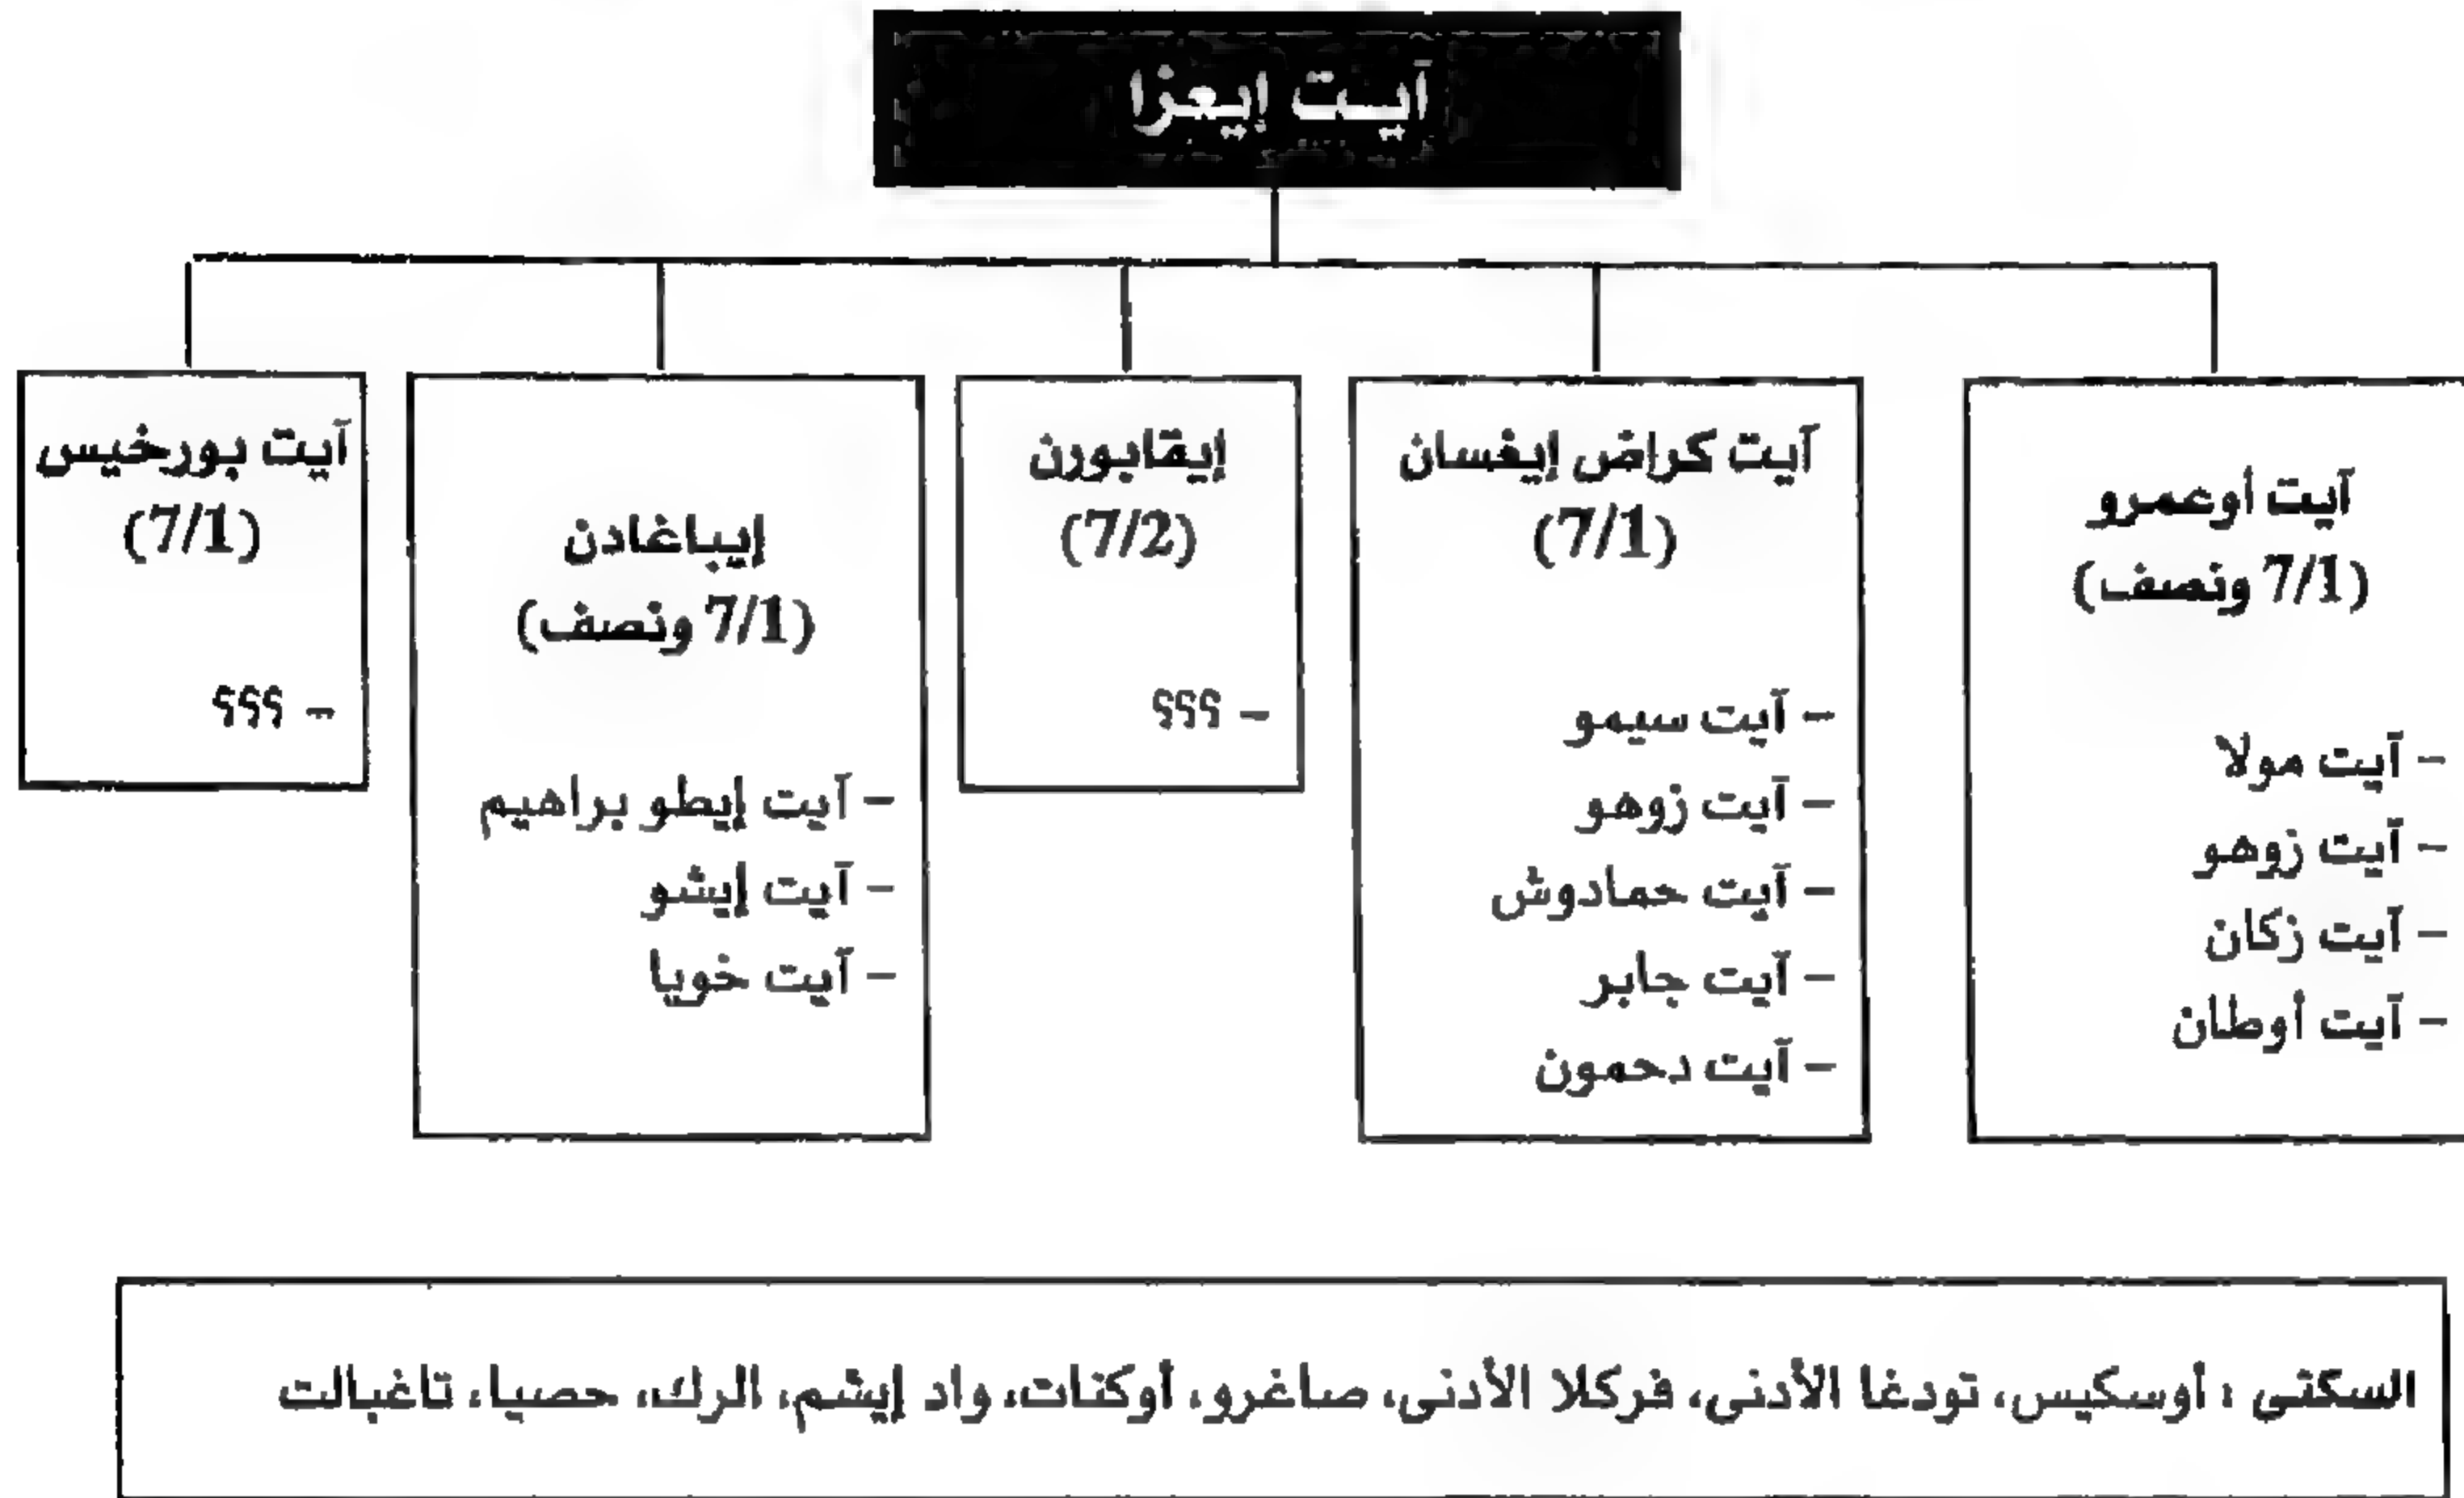 آيت إيعزا
آيت أوعمرو
(7/1 ونصف)
– آيت مولا
– آيت زوهو
– آيت زكان
– آيت أوطان
آيت كراض إيغسان
(7/1)
– آيت سيمو
– آيت زوهو
– آيت حمادوش
– آيت جابر
– آيت دحمون
إيقابورن
(7/2)
– ؟؟؟
إيباغادن
(7/1 ونصف)
– آيت إيطو براهيم
– آيت إيشو
– آيت خويا
آيت بورخيس
(7/1)
– ؟؟؟
السكنى : أوسكيس، تودغا الأدنى، فركلا الأدنى، صاغرو، أوكنات، واد إيشم، الرك، حصيا، تاغبالت